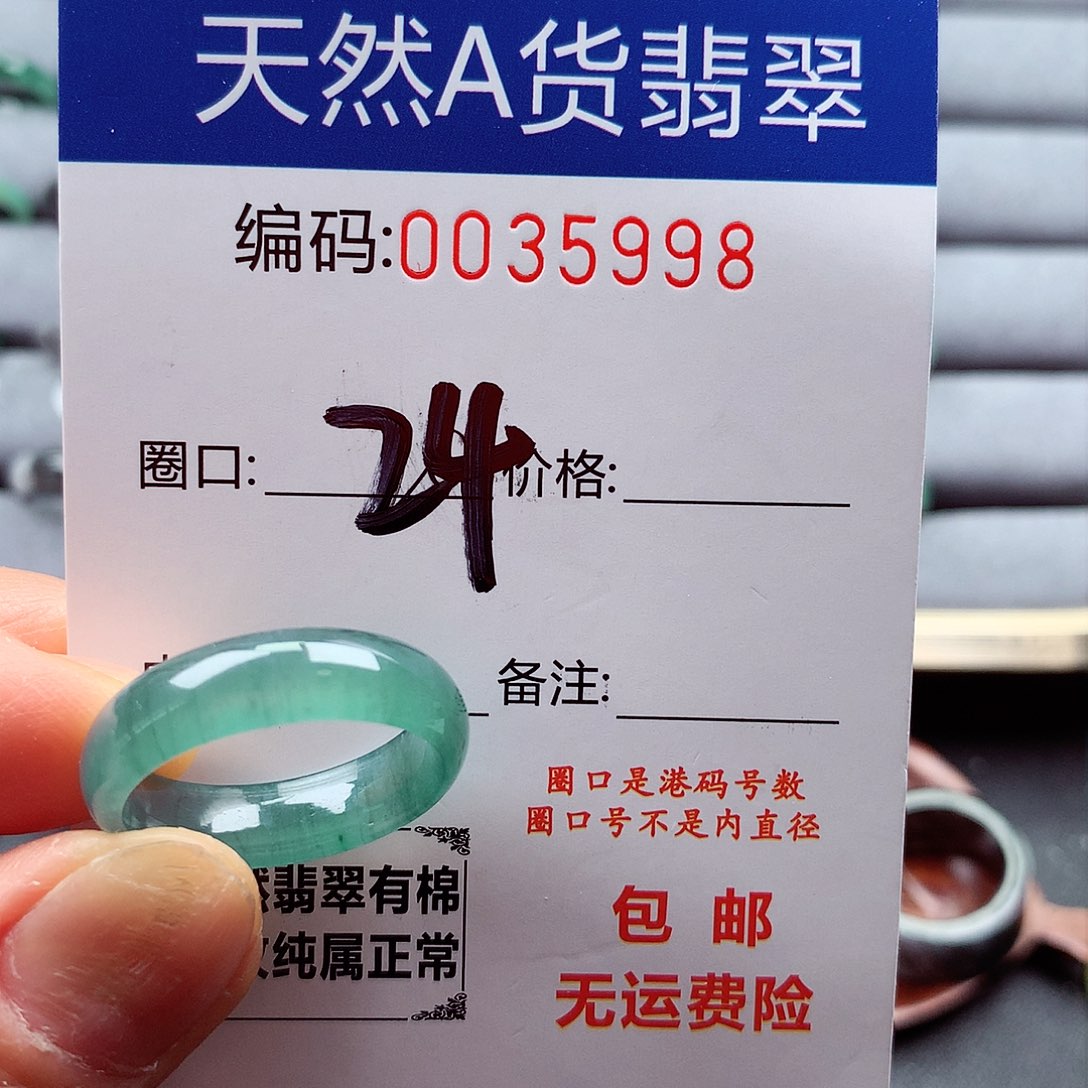 天然A货翡翠
编码:0035998
圈口: 24 价格:
备注:
圈口是港码号数
圈口号不是内直径
翡翠有棉
纯属正常
包 邮
无运费险